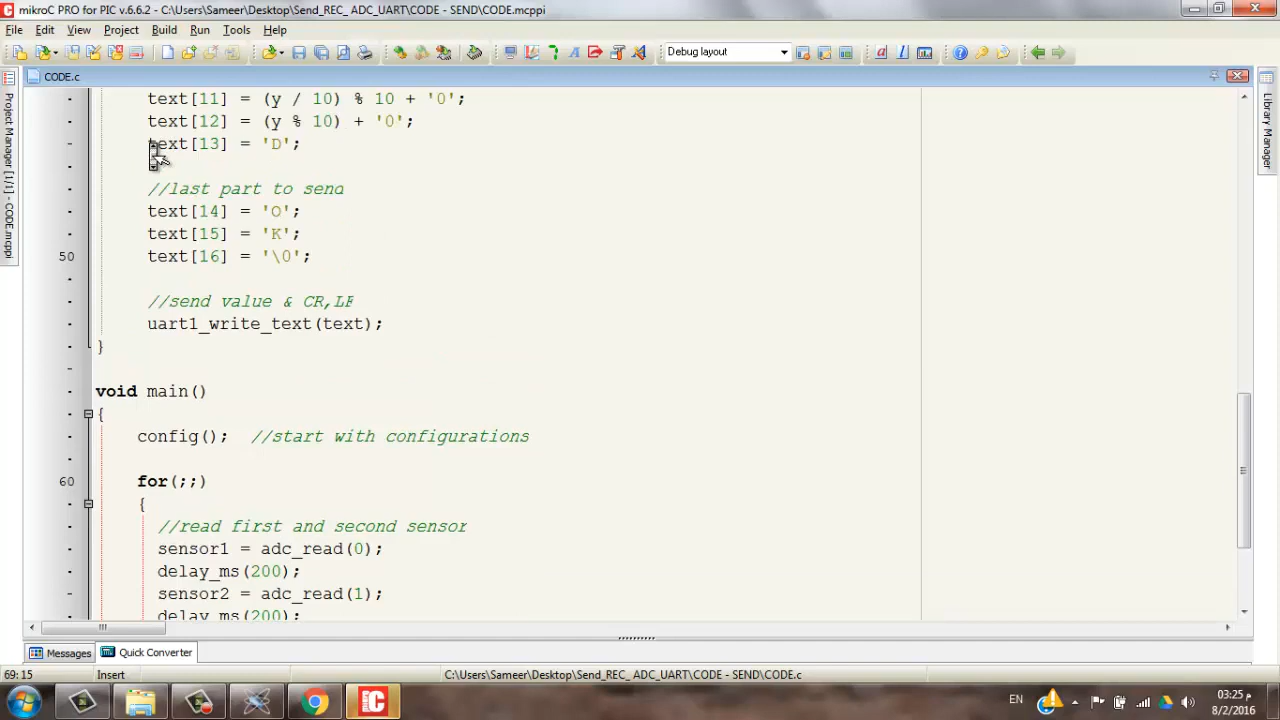 mikroC PRO for PIC v.6.6.2 - C:\Users\Sameer\Desktop\Send_REC_ ADC_UART\CODE - SEND\CODE.mcppi
File Edit View Project Build Run Tools Help
Debug layout
CODE.c
text[11] = (y / 10) % 10 + '0';
text[12] = (y % 10) + '0';
text[13] = 'D';
//last part to send
text[14] = 'O';
text[15] = 'K';
50 text[16] = '\0';
//send value & CR,LF
uart1_write_text(text);
}
void main()
{
config(); //start with configurations
60 for(;;)
{
//read first and second sensor
sensor1 = adc_read(0);
delay_ms(200);
sensor2 = adc_read(1);
delay_ms(200);
Project Manager [1/1] - CODE.mcppi
Library Manager
Messages Quick Converter
69:15 Insert C:\Users\Sameer\Desktop\Send_REC_ ADC_UART\CODE - SEND\CODE.c
EN
03:25 م
8/2/2016